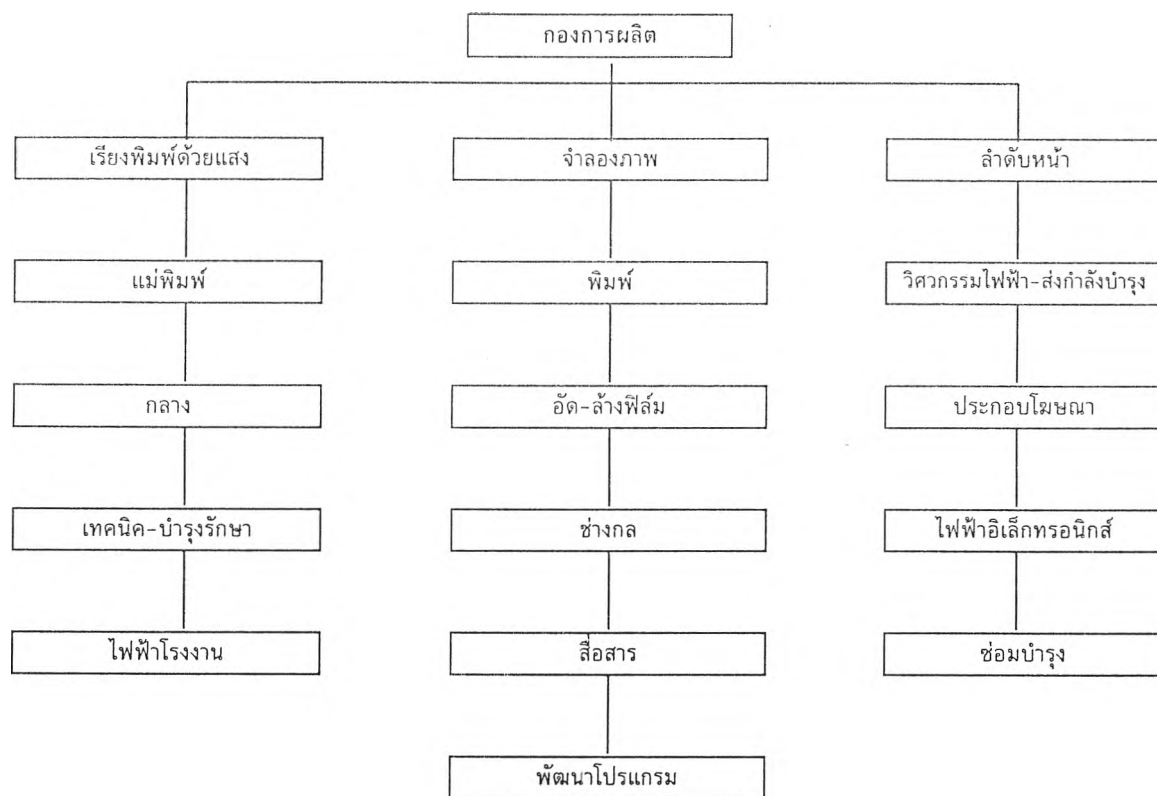 กองการผลิต
เรียงพิมพ์ด้วยแสง
จำลองภาพ
ลำดับหน้า
แม่พิมพ์
พิมพ์
วิศวกรรมไฟฟ้า-ส่งกำลังบำรุง
กลาง
อัด-ล้างฟิล์ม
ประกอบโฆษณา
เทคนิค-บำรุงรักษา
ช่างกล
ไฟฟ้าอิเล็กทรอนิกส์
ไฟฟ้าโรงงาน
สื่อสาร
ซ่อมบำรุง
พัฒนาโปรแกรม